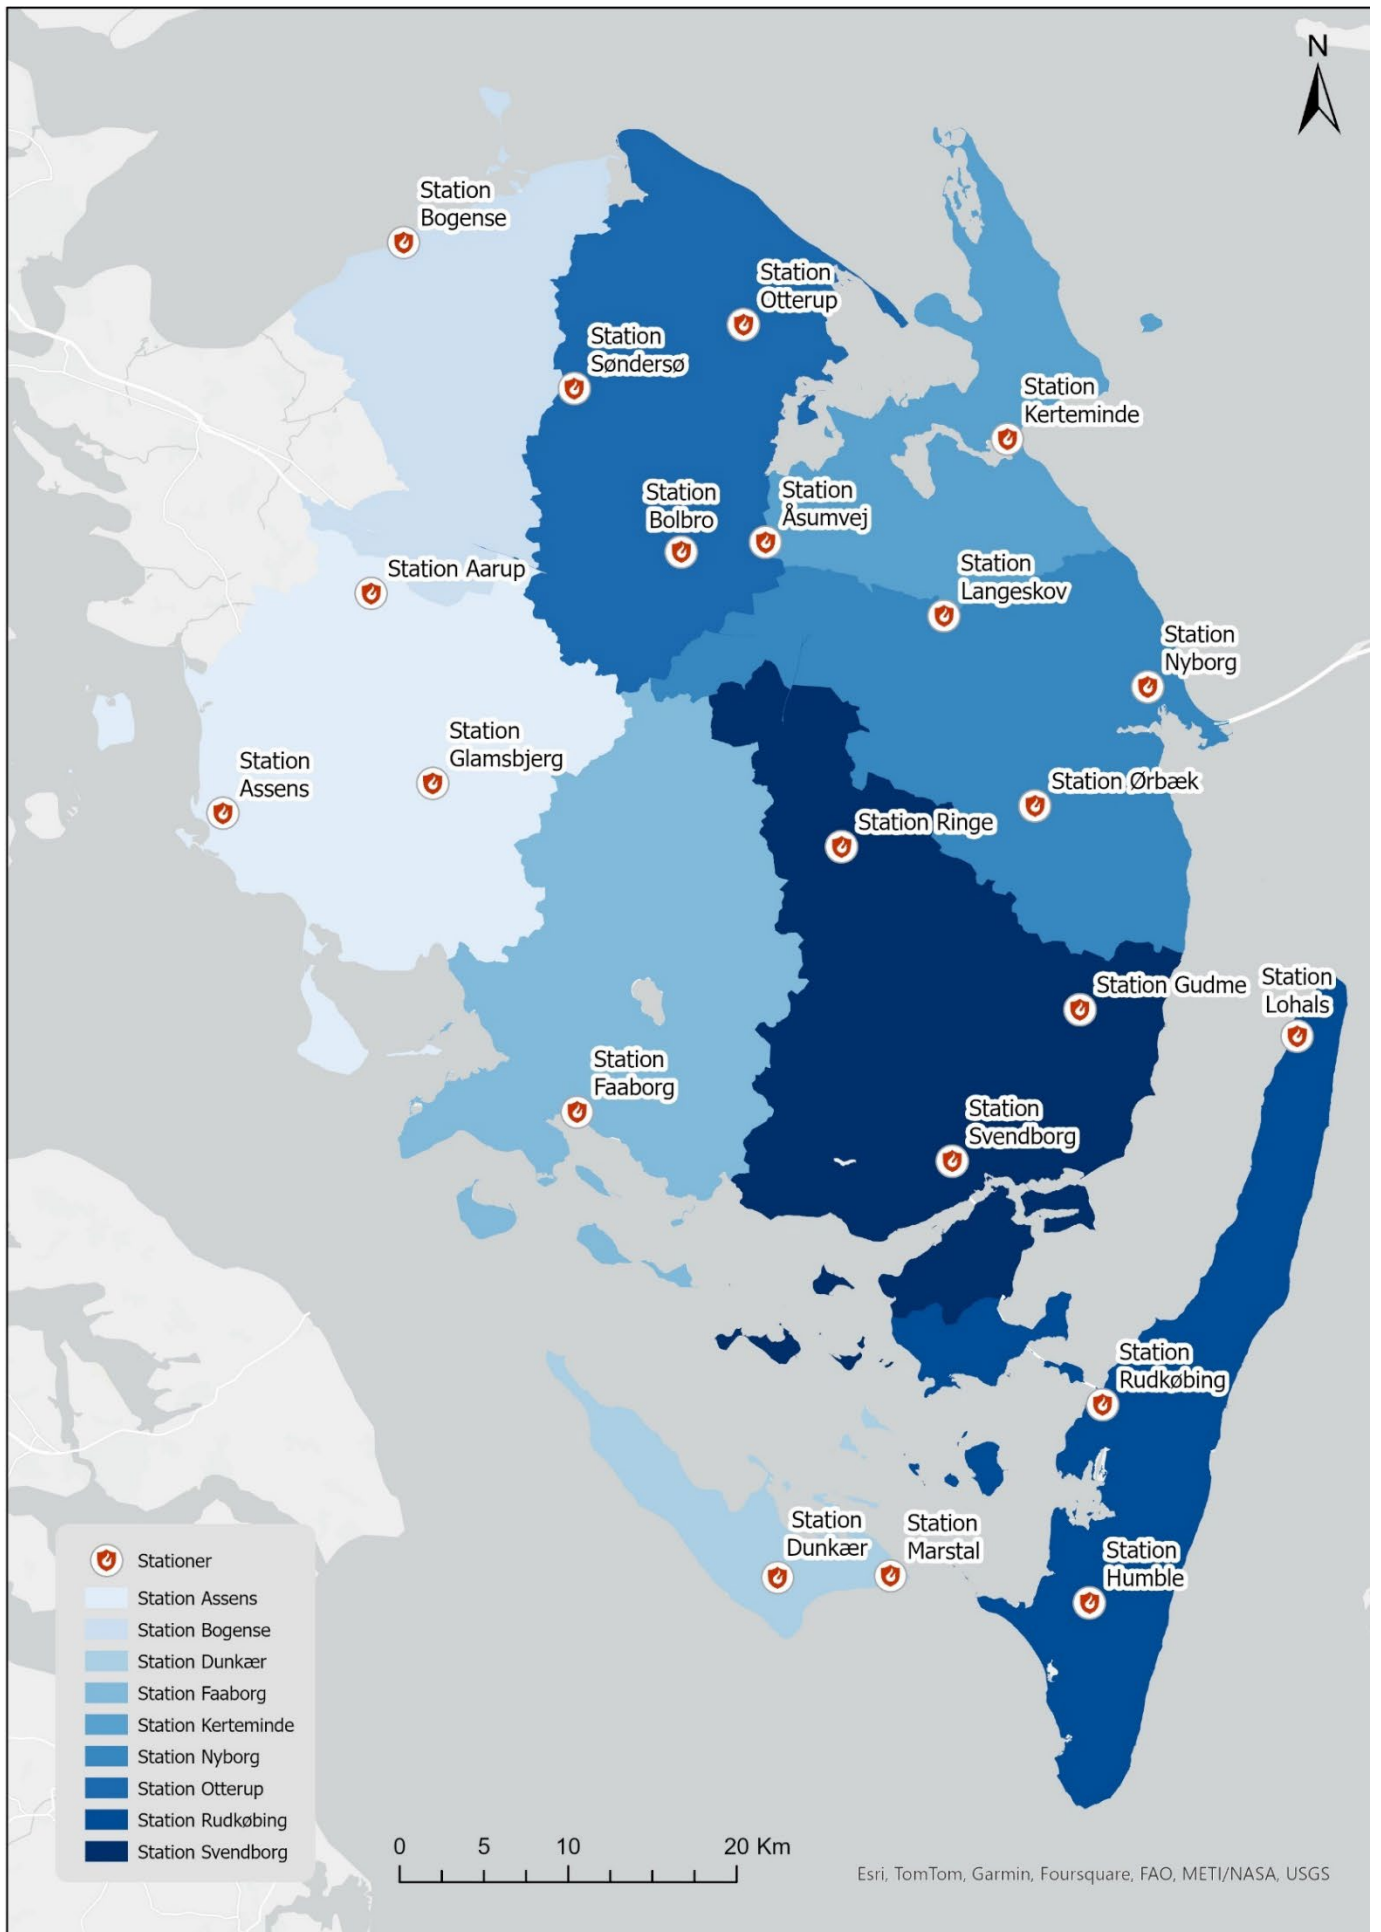 N
Station
Bogense
Station
Otterup
Station
Søndersø
Station
Kerteminde
Station
Bolbro
Station
Åsumvej
Station Aarup
Station
Langeskov
Station
Nyborg
Station
Glamsbjerg
Station
Assens
Station Ørbæk
Station Ringe
Station Gudme
Station
Lohals
Station
Faaborg
Station
Svendborg
Station
Rudkøbing
Station
Dunkær
Station
Marstal
Station
Humble
Stationer
Station Assens
Station Bogense
Station Dunkær
Station Faaborg
Station Kerteminde
Station Nyborg
Station Otterup
Station Rudkøbing
Station Svendborg
0 5 10 20 Km
Esri, TomTom, Garmin, Foursquare, FAO, METI/NASA, USGS